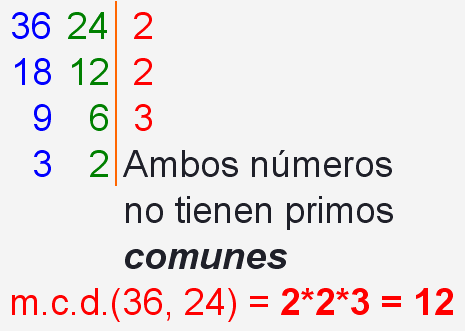 36 24 2
18 12 2
9 6 3
3 2 Ambos números
no tienen primos
comunes
m.c.d.(36, 24) = 2*2*3 = 12